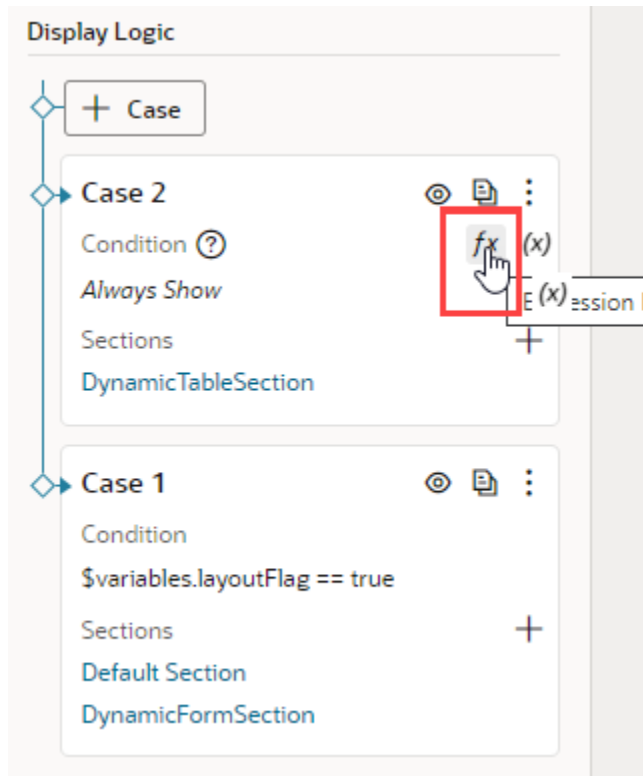 Display Logic
+ Case
Case 2
Condition ?
fx (x)
Always Show
(x)
Sections
DynamicTableSection
Case 1
Condition
$variables.layoutFlag == true
Sections
Default Section
DynamicFormSection